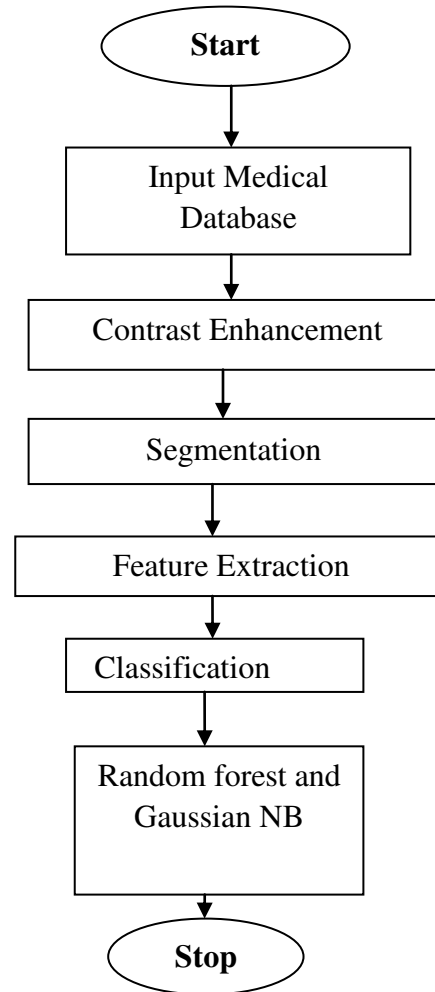 Start
Input Medical
Database
Contrast Enhancement
Segmentation
Feature Extraction
Classification
Random forest and
Gaussian NB
Stop